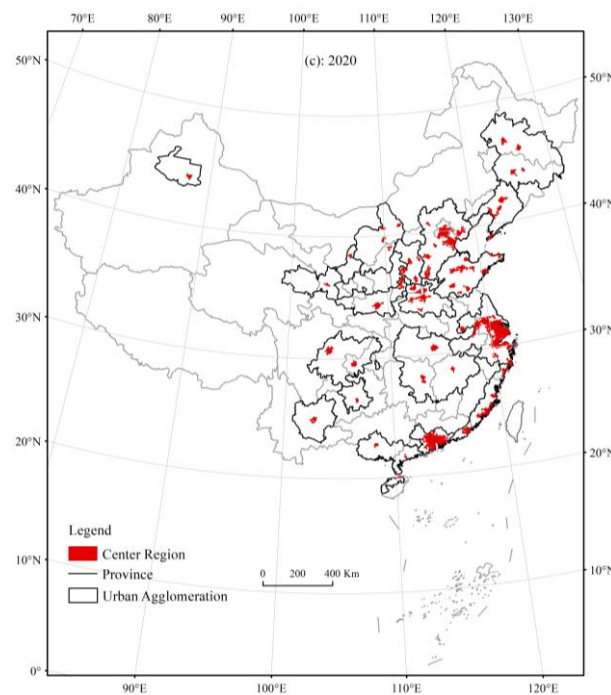 70°E 80°E 90°E 100°E 110°E 120°E 130°E
(c): 2020
50°N 50°N
40°N 40°N
30°N 30°N
20°N 20°N
Legend
Center Region
Province
0 200 400 Km
Urban Agglomeration
10°N 10°N
0° 0°
90°E 100°E 110°E 120°E